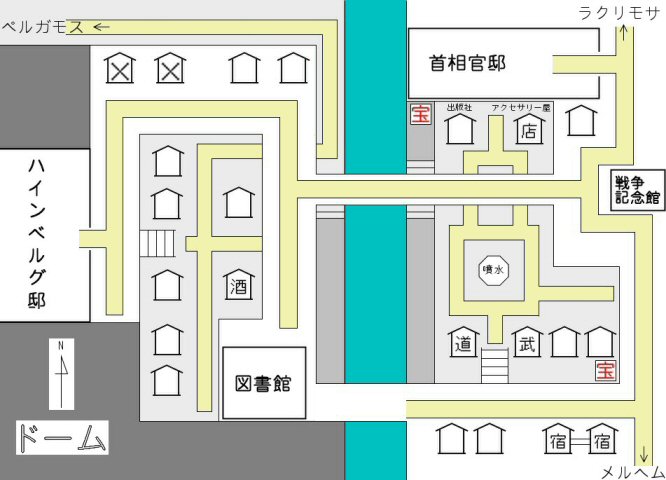 ラクリモサ
ペルガモス
首相官邸
宝
出版社
アクセサリー屋
店
ハインベルグ邸
戦争
記念館
噴水
酒
道
武
宝
N
図書館
ドーム
宿
宿
メルヘム